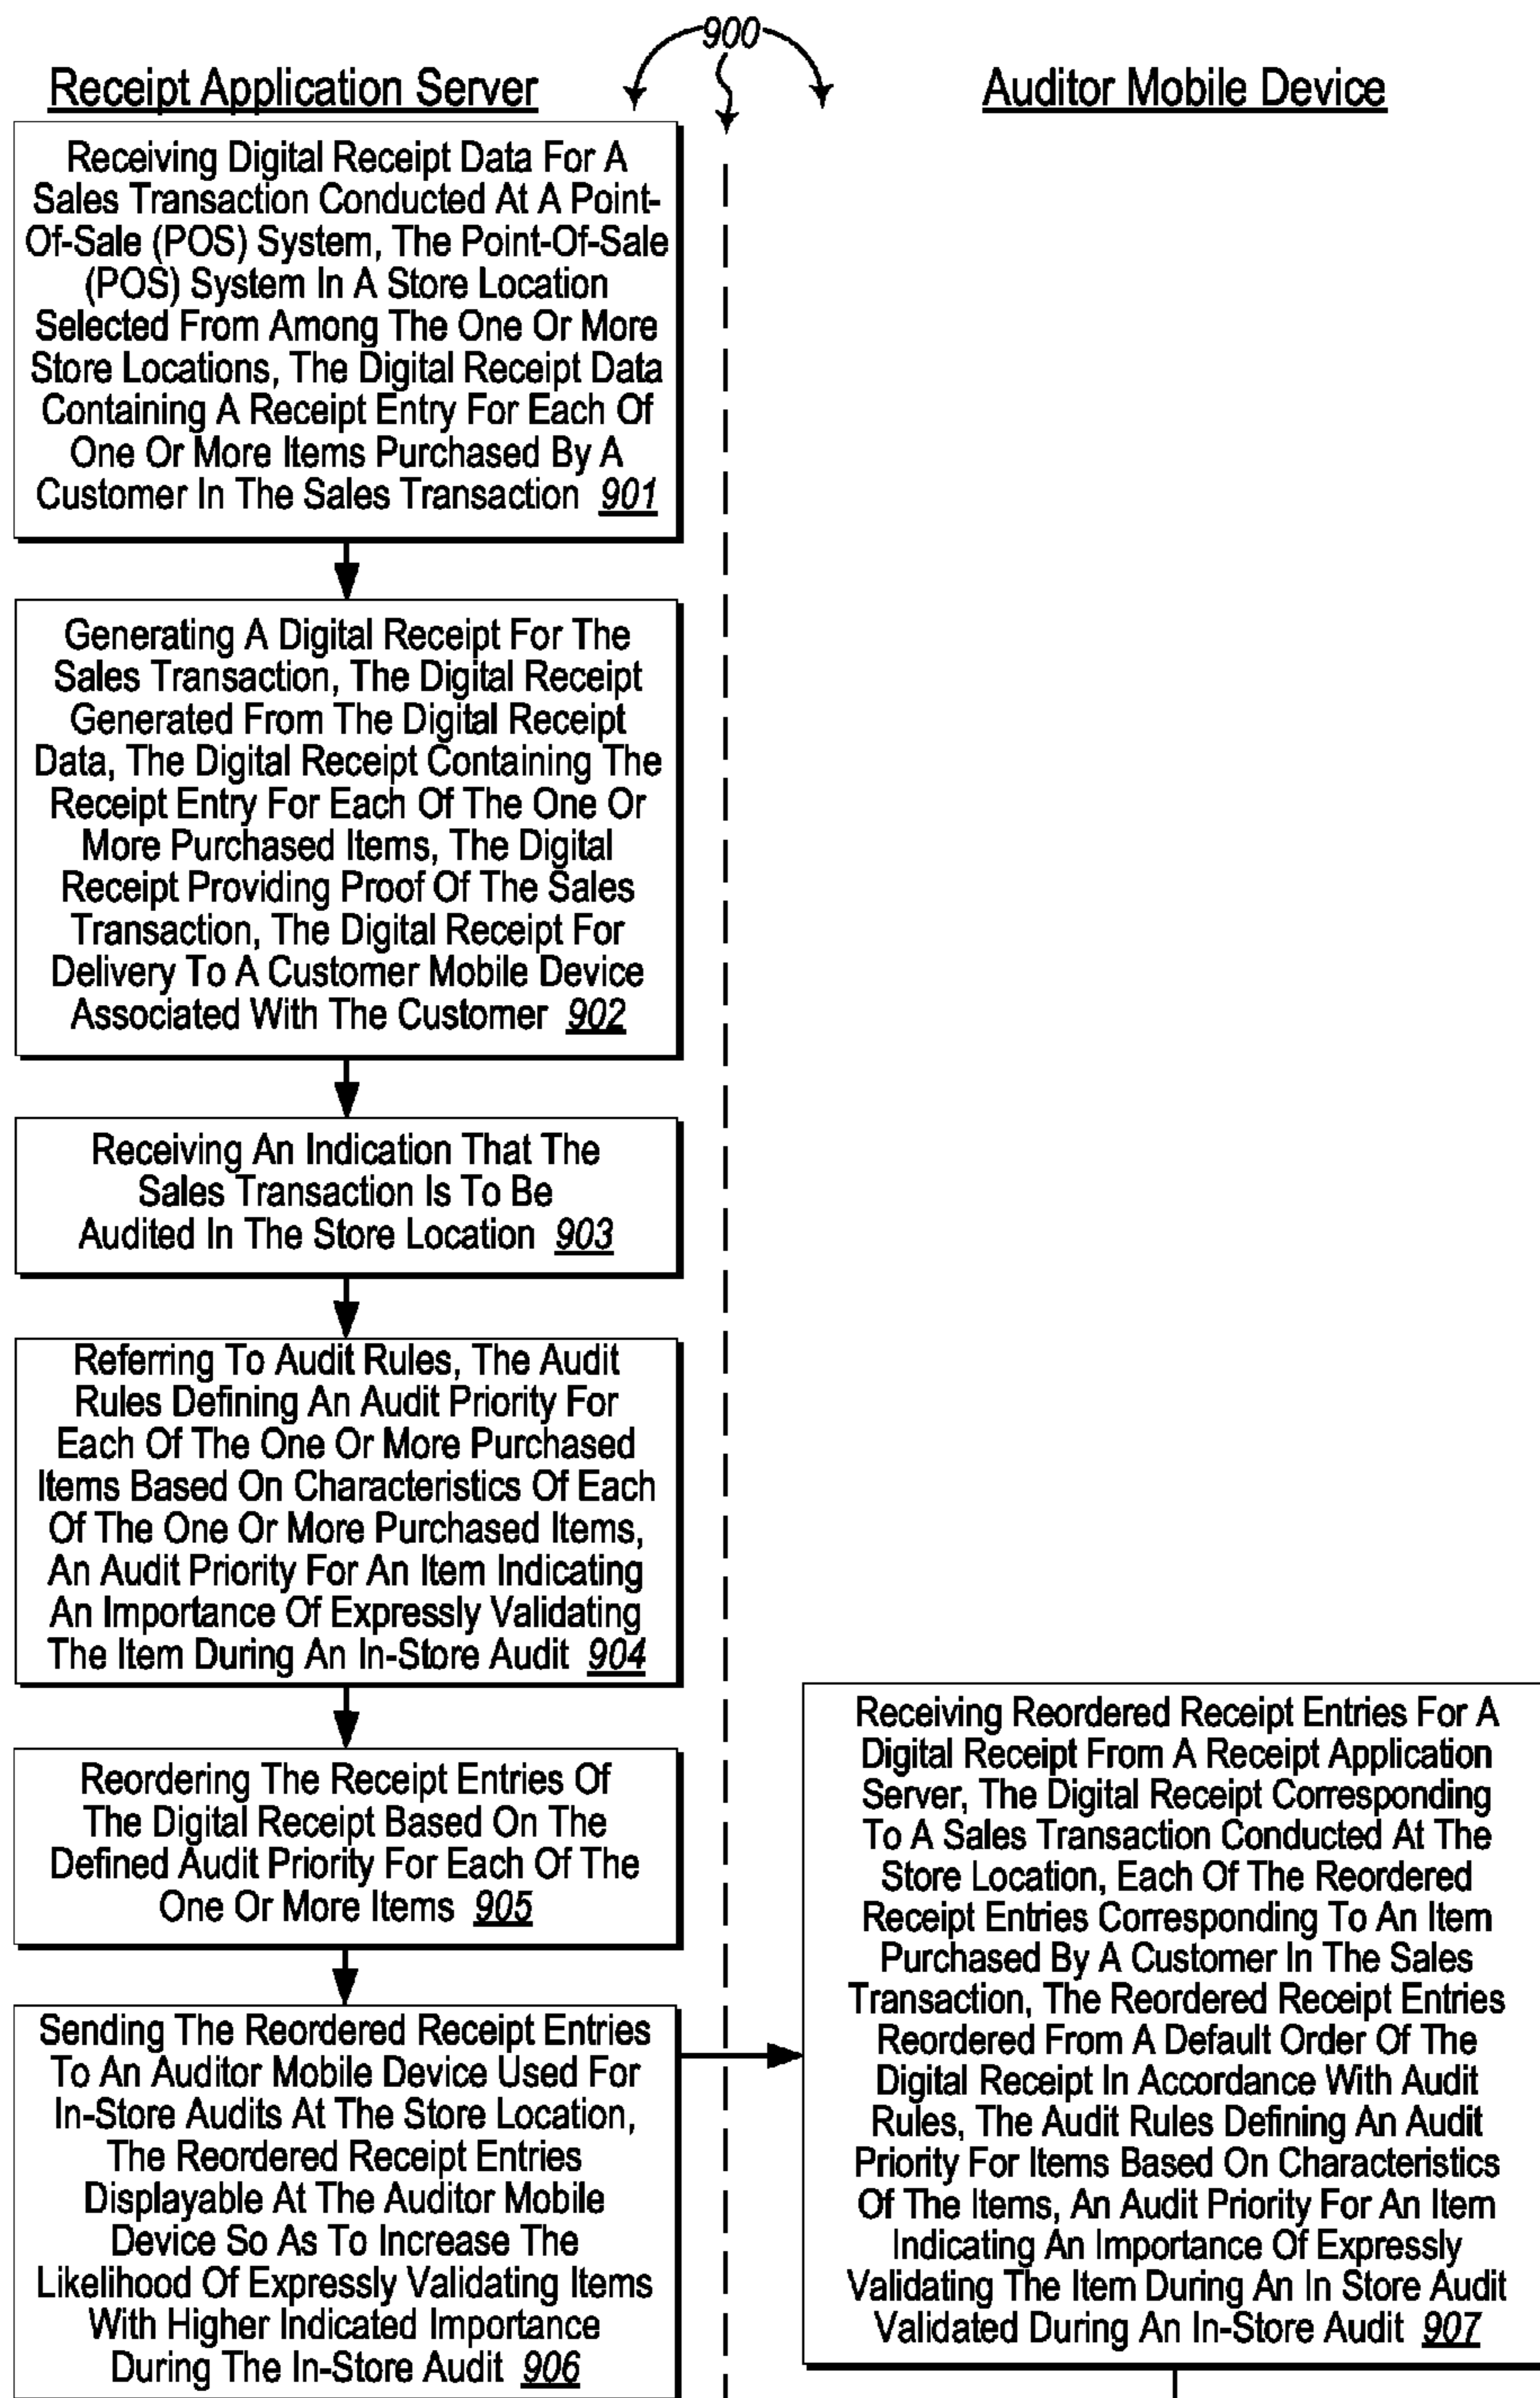 900
Receipt Application Server
Auditor Mobile Device
Receiving Digital Receipt Data For A
Sales Transaction Conducted At A Point-
Of-Sale (POS) System, The Point-Of-Sale
(POS) System In A Store Location
Selected From Among The One Or More
Store Locations, The Digital Receipt Data
Containing A Receipt Entry For Each Of
One Or More Items Purchased By A
Customer In The Sales Transaction 901
Generating A Digital Receipt For The
Sales Transaction, The Digital Receipt
Generated From The Digital Receipt
Data, The Digital Receipt Containing The
Receipt Entry For Each Of The One Or
More Purchased Items, The Digital
Receipt Providing Proof Of The Sales
Transaction, The Digital Receipt For
Delivery To A Customer Mobile Device
Associated With The Customer 902
Receiving An Indication That The
Sales Transaction Is To Be
Audited In The Store Location 903
Referring To Audit Rules, The Audit
Rules Defining An Audit Priority For
Each Of The One Or More Purchased
Items Based On Characteristics Of Each
Of The One Or More Purchased Items,
An Audit Priority For An Item Indicating
An Importance Of Expressly Validating
The Item During An In-Store Audit 904
Reordering The Receipt Entries Of
The Digital Receipt Based On The
Defined Audit Priority For Each Of The
One Or More Items 905
Sending The Reordered Receipt Entries
To An Auditor Mobile Device Used For
In-Store Audits At The Store Location,
The Reordered Receipt Entries
Displayable At The Auditor Mobile
Device So As To Increase The
Likelihood Of Expressly Validating Items
With Higher Indicated Importance
During The In-Store Audit 906
Receiving Reordered Receipt Entries For A
Digital Receipt From A Receipt Application
Server, The Digital Receipt Corresponding
To A Sales Transaction Conducted At The
Store Location, Each Of The Reordered
Receipt Entries Corresponding To An Item
Purchased By A Customer In The Sales
Transaction, The Reordered Receipt Entries
Reordered From A Default Order Of The
Digital Receipt In Accordance With Audit
Rules, The Audit Rules Defining An Audit
Priority For Items Based On Characteristics
Of The Items, An Audit Priority For An Item
Indicating An Importance Of Expressly
Validating The Item During An In Store Audit
Validated During An In-Store Audit 907